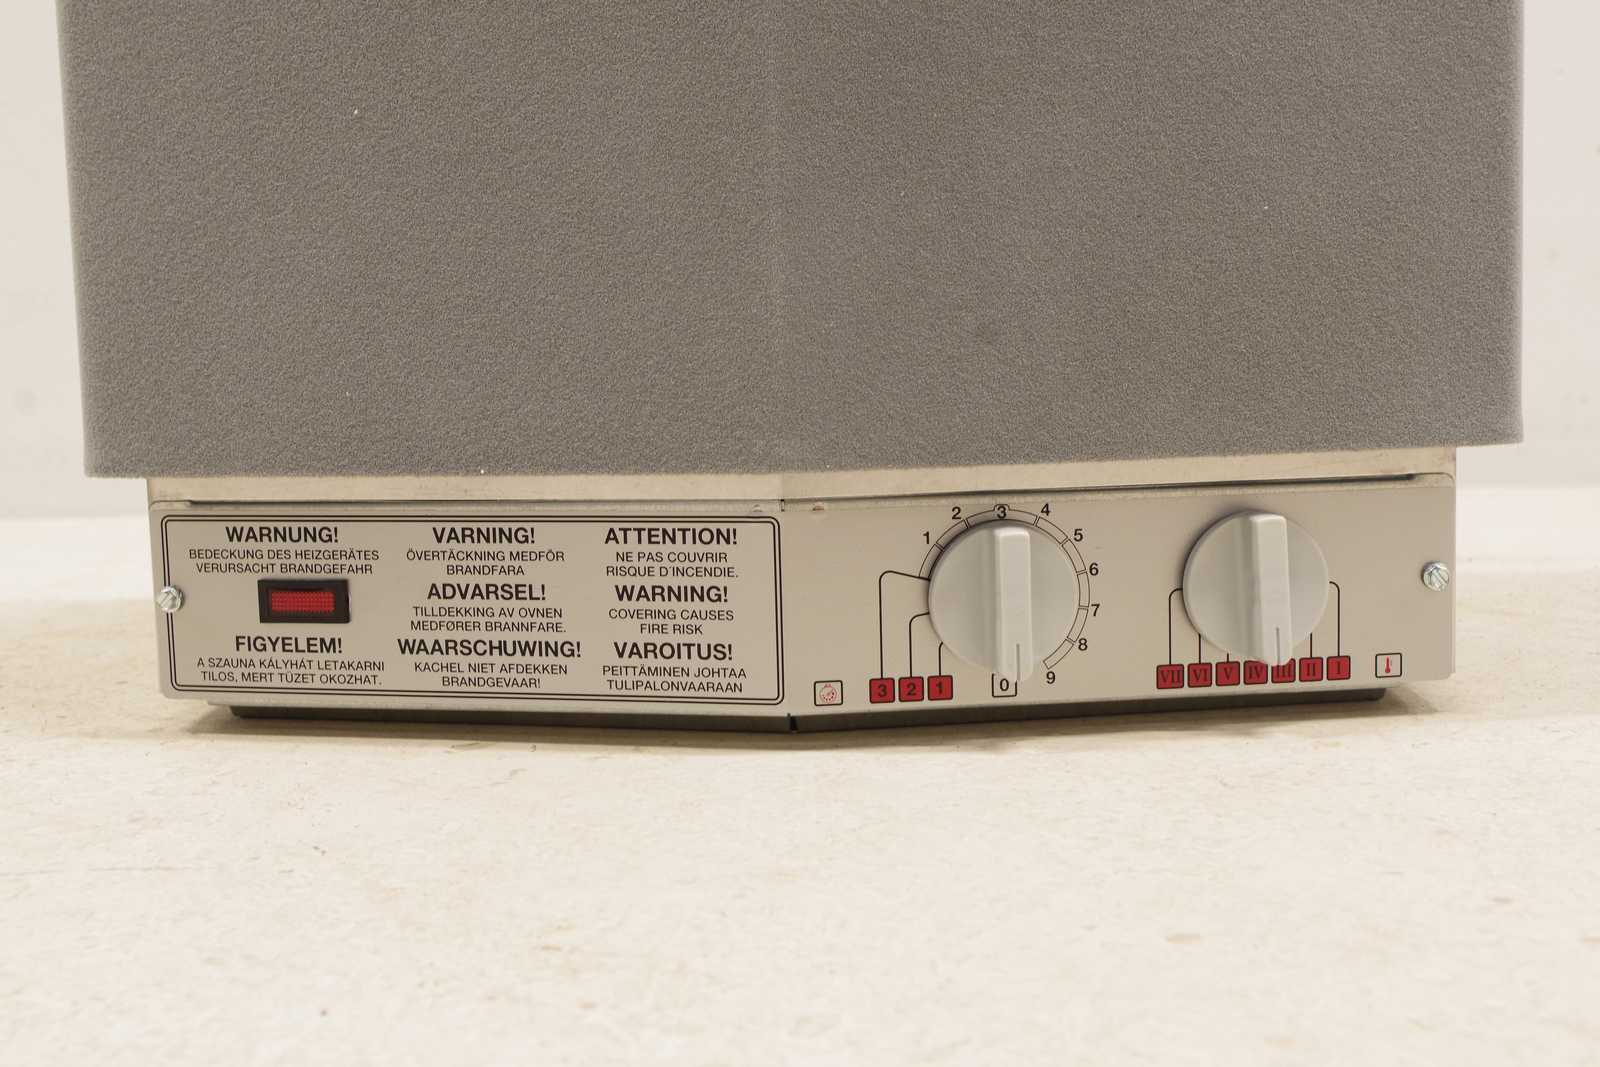 WARNUNG!
BEDECKUNG DES HEIZGERÄTES
VERURSACHT BRANDGEFAHR
FIGYELEM!
A SZAUNA KÁLYHÁT LETAKARNI
TILOS, MERT TÜZET OKOZHAT.
VARNING!
ÖVERTÄCKNING MEDFÖR
BRANDFARA
ADVARSEL!
TILLDEKKING AV OVNEN
MEDFØRER BRANNFARE.
WAARSCHUWING!
KACHEL NIET AFDEKKEN
BRANDGEVAAR!
ATTENTION!
NE PAS COUVRIR
RISQUE D'INCENDIE.
WARNING!
COVERING CAUSES
FIRE RISK
VAROITUS!
PEITTÄMINEN JOHTAA
TULIPALONVAARAAN
1 2 3 4 5 6 7 8 9
3 2 1 0
VII VI V IV III II I